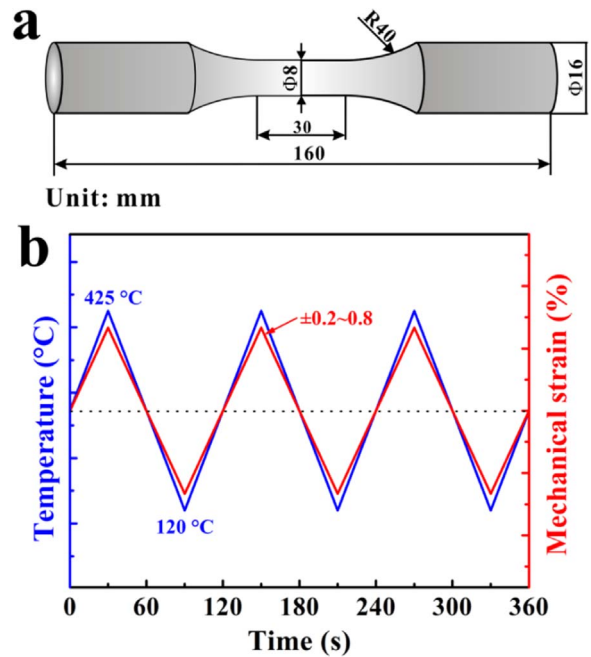 a
R40
Φ8
Φ16
30
160
Unit: mm
b
425 °C
±0.2~0.8
120 °C
Temperature (°C)
Mechanical strain (%)
0 60 120 180 240 300 360
Time (s)